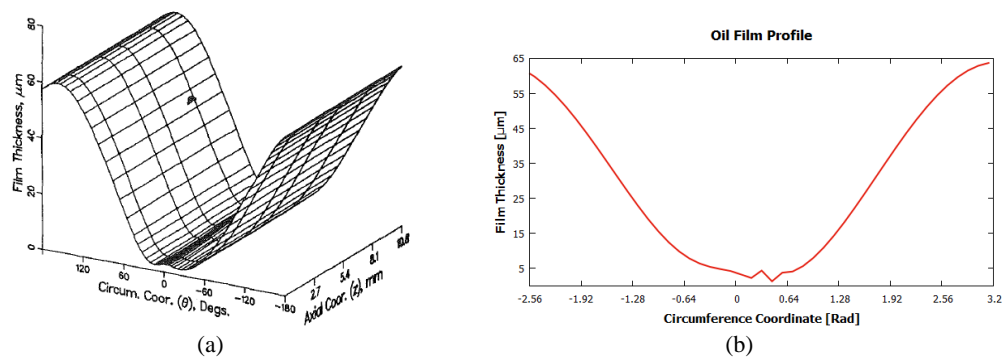 80
60
40
20
0
Film Thickness, μm
120
60
0
-60
-120
-180
Circum. Coor. (θ), Degs.
2.7
5.4
8.1
10.8
Axial Coor. (z), mm
(a)
Oil Film Profile
65
55
45
35
25
15
5
Film Thickness [μm]
-2.56 -1.92 -1.28 -0.64 0 0.64 1.28 1.92 2.56 3.2
Circumference Coordinate [Rad]
(b)